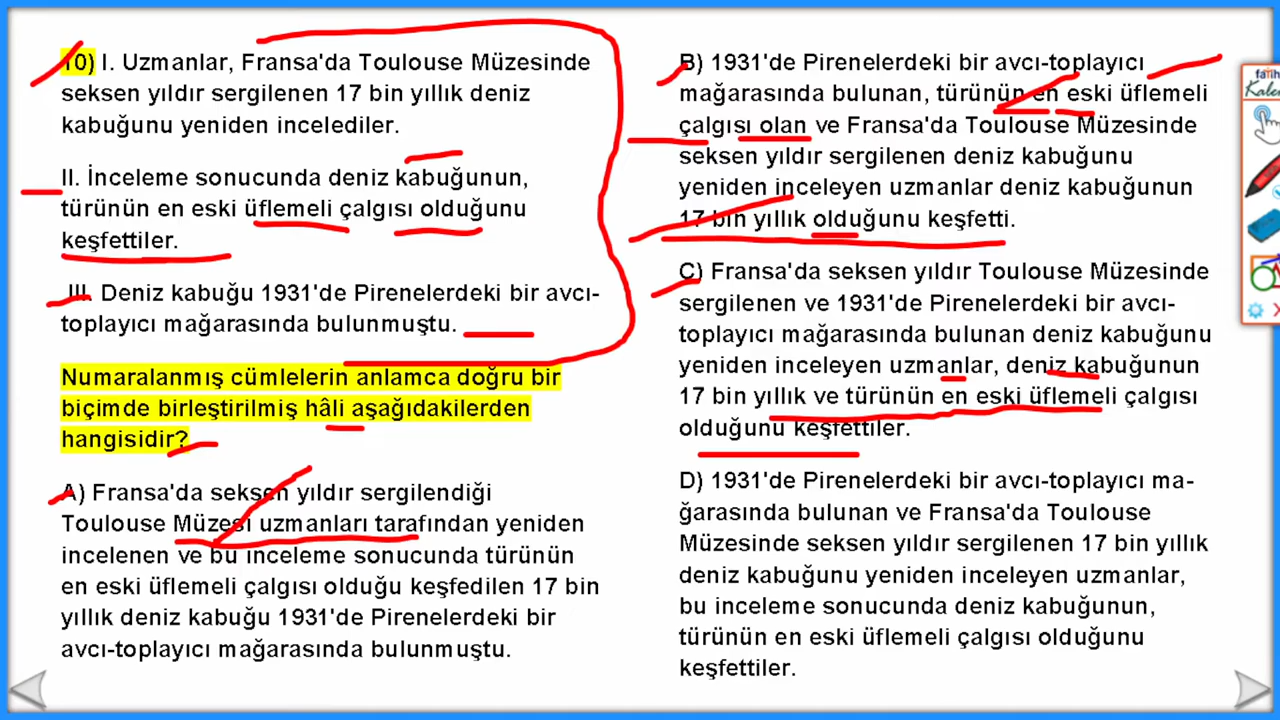 10) I. Uzmanlar, Fransa'da Toulouse Müzesinde
seksen yıldır sergilenen 17 bin yıllık deniz
kabuğunu yeniden incelediler.
II. İnceleme sonucunda deniz kabuğunun,
türünün en eski üflemeli çalgısı olduğunu
keşfettiler.
III. Deniz kabuğu 1931'de Pirenelerdeki bir avcı-
toplayıcı mağarasında bulunmuştu.
Numaralanmış cümlelerin anlamca doğru bir
biçimde birleştirilmiş hâli aşağıdakilerden
hangisidir?
A) Fransa'da seksen yıldır sergilendiği
Toulouse Müzesi uzmanları tarafından yeniden
incelenen ve bu inceleme sonucunda türünün
en eski üflemeli çalgısı olduğu keşfedilen 17 bin
yıllık deniz kabuğu 1931'de Pirenelerdeki bir
avcı-toplayıcı mağarasında bulunmuştu.
B) 1931'de Pirenelerdeki bir avcı-toplayıcı
mağarasında bulunan, türünün en eski üflemeli
çalgısı olan ve Fransa'da Toulouse Müzesinde
seksen yıldır sergilenen deniz kabuğunu
yeniden inceleyen uzmanlar deniz kabuğunun
17 bin yıllık olduğunu keşfetti.
C) Fransa'da seksen yıldır Toulouse Müzesinde
sergilenen ve 1931'de Pirenelerdeki bir avcı-
toplayıcı mağarasında bulunan deniz kabuğunu
yeniden inceleyen uzmanlar, deniz kabuğunun
17 bin yıllık ve türünün en eski üflemeli çalgısı
olduğunu keşfettiler.
D) 1931'de Pirenelerdeki bir avcı-toplayıcı ma-
ğarasında bulunan ve Fransa'da Toulouse
Müzesinde seksen yıldır sergilenen 17 bin yıllık
deniz kabuğunu yeniden inceleyen uzmanlar,
bu inceleme sonucunda deniz kabuğunun,
türünün en eski üflemeli çalgısı olduğunu
keşfettiler.
fatih
Kalem